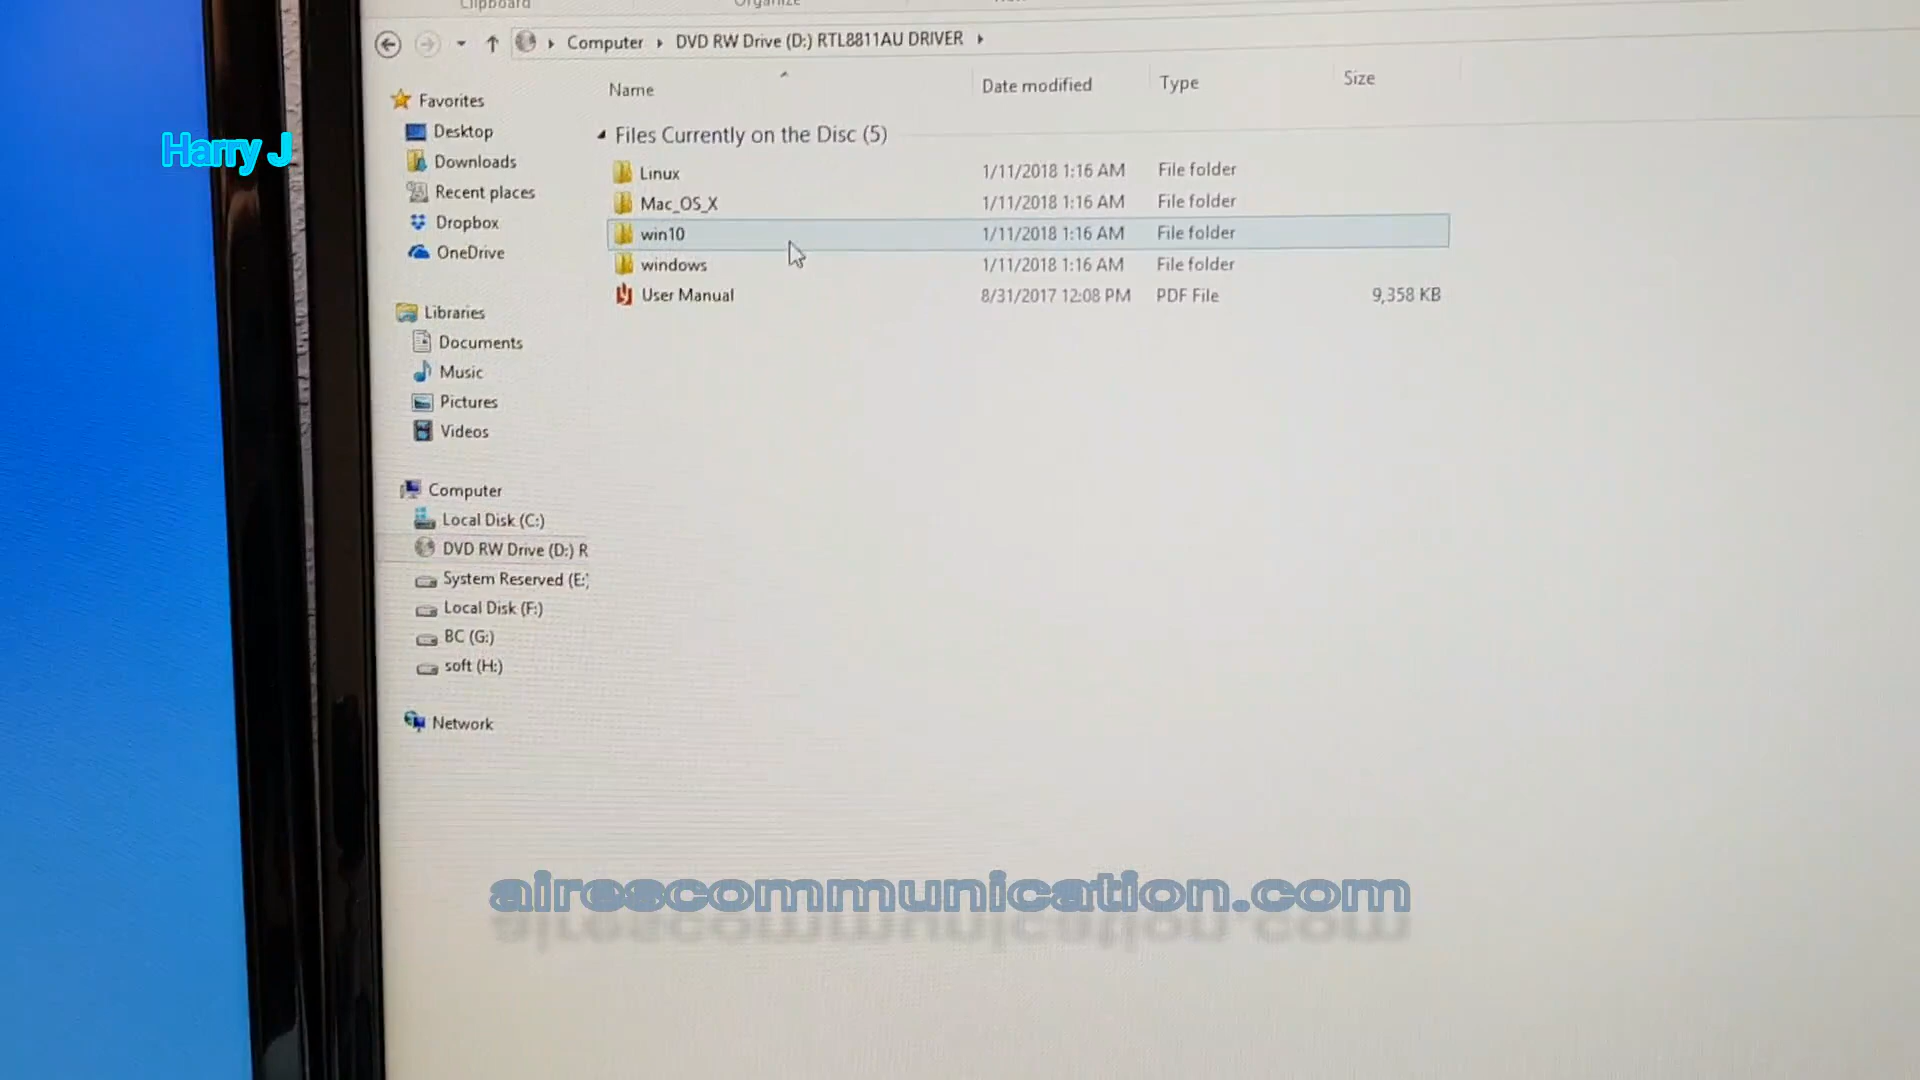 Clipboard
Organize
Computer
DVD RW Drive (D:) RTL8811AU DRIVER
Name
Date modified
Type
Size
Harry J
Favorites
Desktop
Downloads
Recent places
Dropbox
OneDrive
Libraries
Documents
Music
Pictures
Videos
Computer
Local Disk (C:)
DVD RW Drive (D:) R
System Reserved (E:
Local Disk (F:)
BC (G:)
soft (H:)
Network
Files Currently on the Disc (5)
Linux 1/11/2018 1:16 AM File folder
Mac_OS_X 1/11/2018 1:16 AM File folder
win10 1/11/2018 1:16 AM File folder
windows 1/11/2018 1:16 AM File folder
User Manual 8/31/2017 12:08 PM PDF File 9,358 KB
airescommunication.com